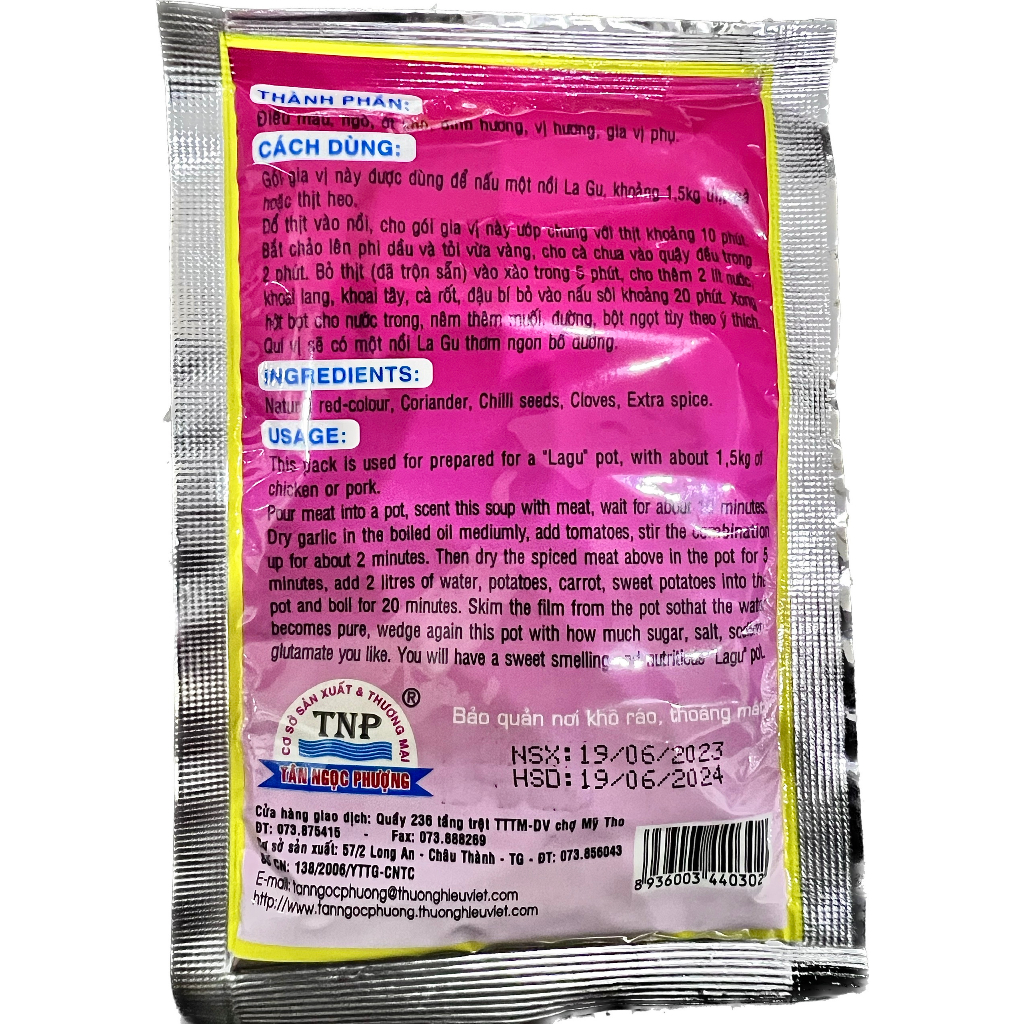 THÀNH PHẦN:
Điều màu, ngò, ớt hương, vị hương, gia vị phụ.
CÁCH DÙNG:
Gói gia vị này được dùng để nấu một nồi La Gu, khoảng 1,5kg
hoặc thịt heo.
Đổ thịt vào nồi, cho gói gia vị này ướp chung với thịt khoảng 10 phút.
Bắt chảo lên phi dầu và tỏi vừa vàng, cho cà chua vào quậy đều trong
2 phút. Bỏ thịt (đã trộn sẵn) vào xào trong 5 phút, cho thêm 2 lít nước,
khoai lang, khoai tây, cà rốt, đậu bí bỏ vào nấu sôi khoảng 20 phút. Xong
hớt bọt cho nước trong, nêm thêm muối, đường, bột ngọt tùy theo ý thích.
Quí vị sẽ có một nồi La Gu thơm ngon bổ dưỡng.
INGREDIENTS:
Natural red-colour, Coriander, Chilli seeds, Cloves, Extra spice.
USAGE:
This pack is used for prepared for a "Lagu" pot, with about 1,5kg of
chicken or pork.
Pour meat into a pot, scent this soup with meat, wait for about minutes.
Dry garlic in the boiled oil mediumly, add tomatoes, stir the combination
up for about 2 minutes. Then dry the spiced meat above in the pot for 5
minutes, add 2 litres of water, potatoes, carrot, sweet potatoes into the
pot and boil for 20 minutes. Skim the film from the pot sothat the water
becomes pure, wedge again this pot with how much sugar, salt,
glutamate you like. You will have a sweet smelling and nutritious "Lagu" pot.
CƠ SỞ SẢN XUẤT & THƯƠNG MẠI ®
TNP
TÂN NGỌC PHƯỢNG
Bảo quản nơi khô ráo, thoáng mát
NSX: 19/06/2023
HSD: 19/06/2024
Cửa hàng giao dịch: Quầy 236 tầng trệt TTTM-DV chợ Mỹ Tho
ĐT: 073.875415 - Fax: 073.888269
Cơ sở sản xuất: 57/2 Long An - Châu Thành - TG - ĐT: 073.856043
Số CN: 138/2006/YTTG-CNTC
E-mail: tanngocphuong@thuonghieuviet.com
http://www.tanngocphuong.thuonghieuviet.com
8 936003 440302